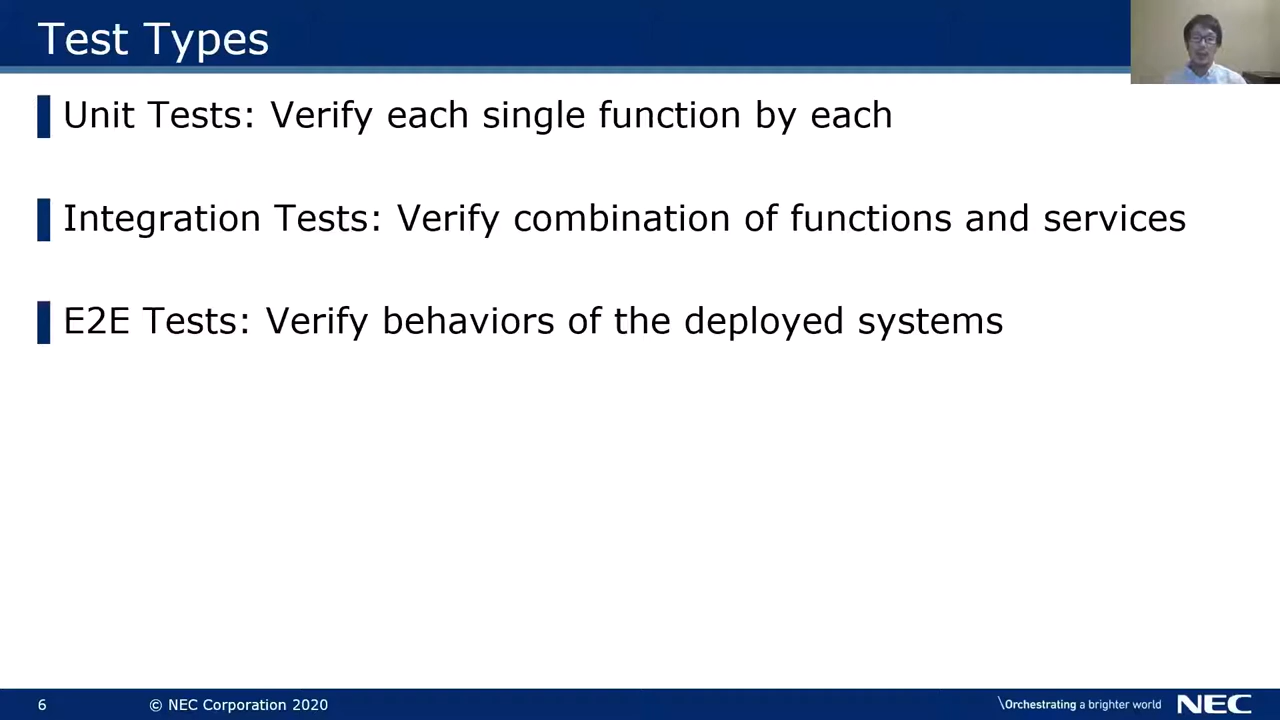 Test Types
Unit Tests: Verify each single function by each
Integration Tests: Verify combination of functions and services
E2E Tests: Verify behaviors of the deployed systems
6
© NEC Corporation 2020
\Orchestrating a brighter world
NEC